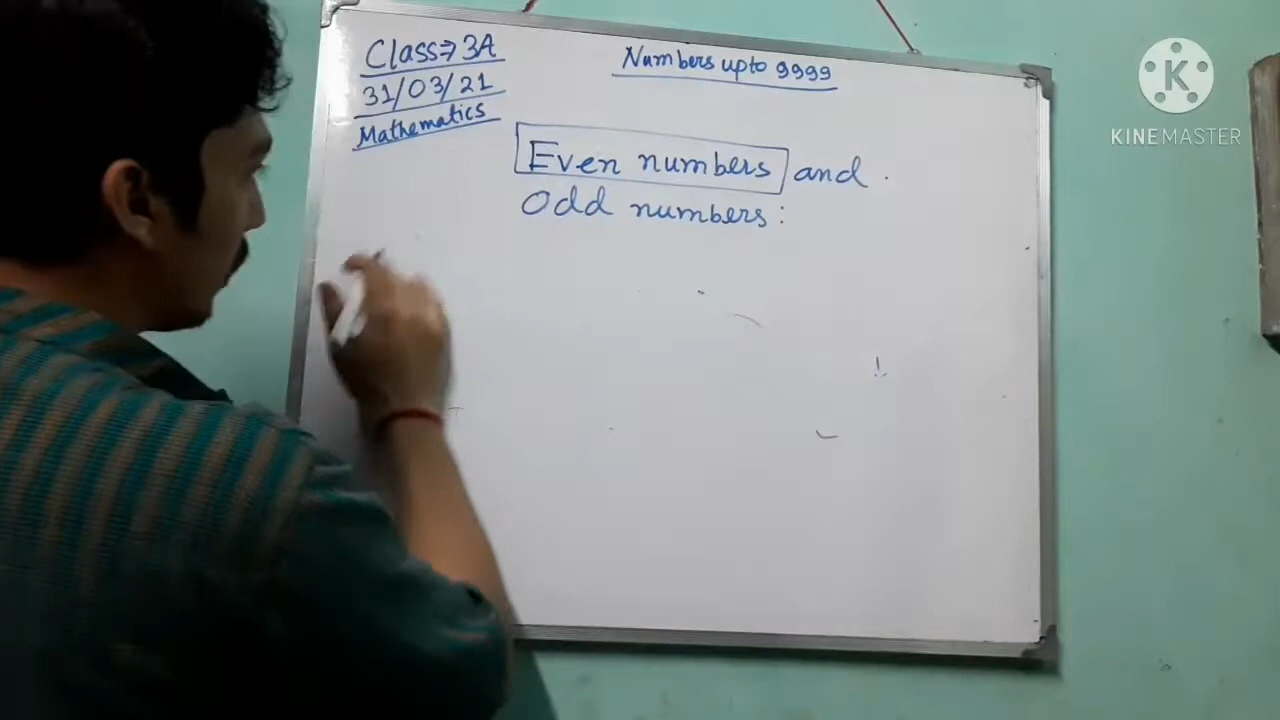 Class⇒3A
31/03/21
Mathematics
Numbers upto 9999
Even numbers and
Odd numbers:
K
KINEMASTER